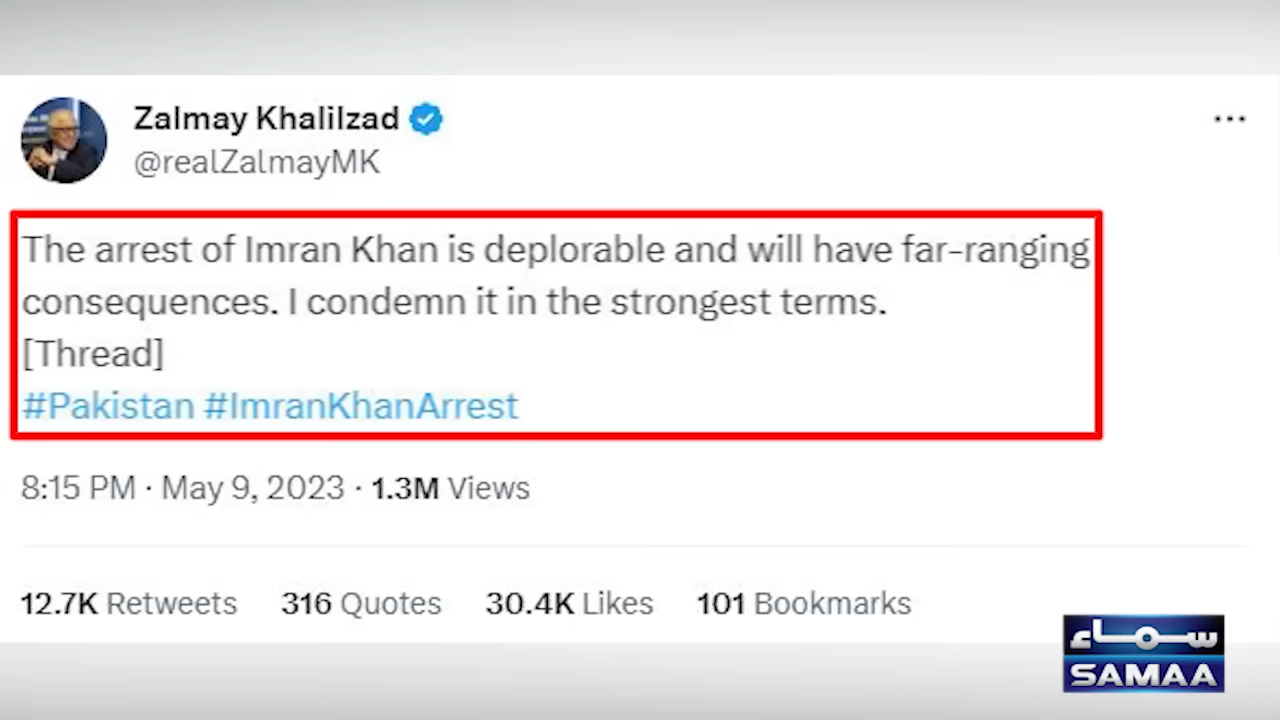 Zalmay Khalilzad
@realZalmayMK
The arrest of Imran Khan is deplorable and will have far-ranging
consequences. I condemn it in the strongest terms.
[Thread]
#Pakistan #ImranKhanArrest
8:15 PM · May 9, 2023 · 1.3M Views
12.7K Retweets 316 Quotes 30.4K Likes 101 Bookmarks
سماء
SAMAA